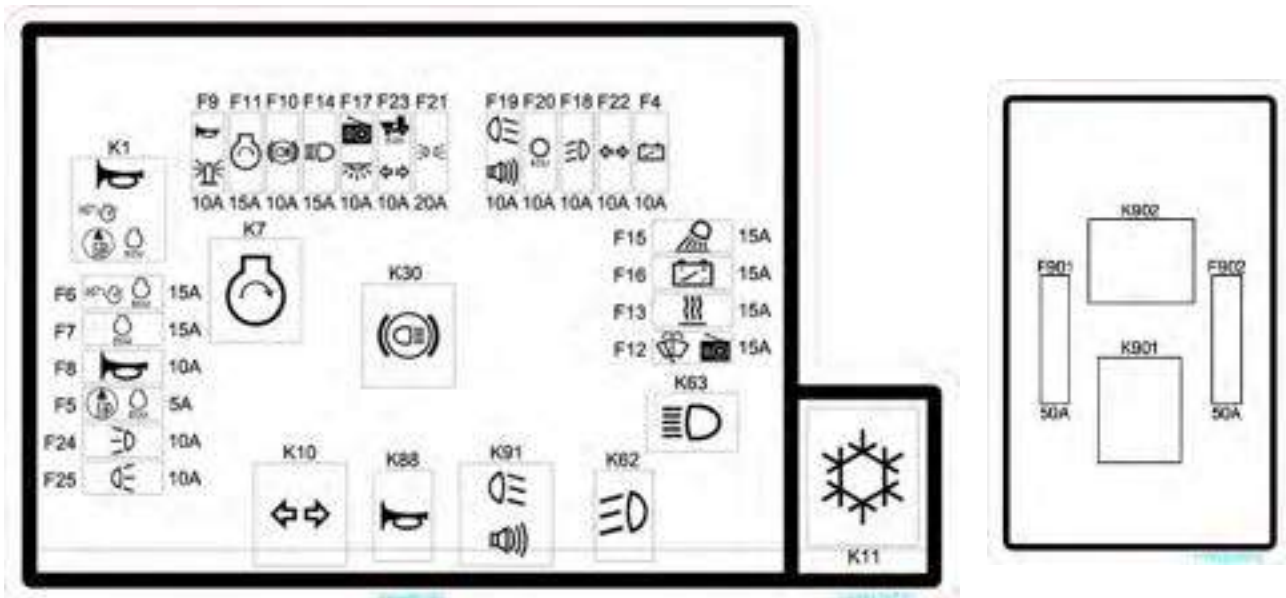 F9 F11 F10 F14 F17 F23 F21
10A 15A 10A 15A 10A 10A 20A
F19 F20 F18 F22 F4
10A 10A 10A 10A 10A
K1
K7
K30
F6 15A
F7 15A
F8 10A
F5 5A
F24 10A
F25 10A
F15 15A
F16 15A
F13 15A
F12 15A
K63
K10
K88
K91
K62
K11
K902
F901
F902
K901
50A
50A